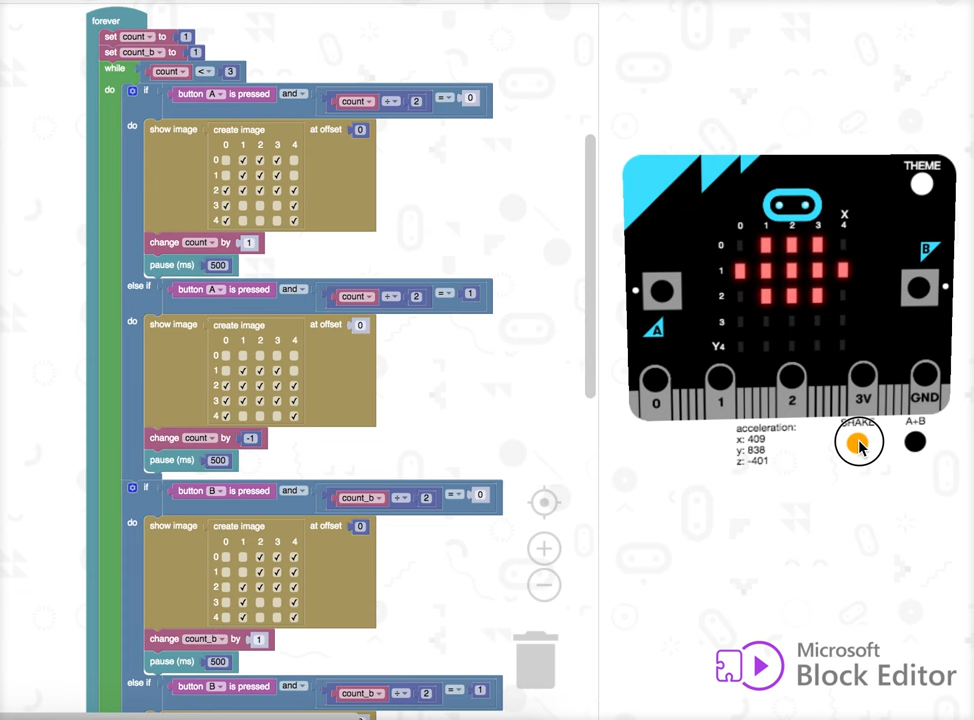 forever
set count to 1
set count_b to 1
while count < 3
do if button A is pressed and count ÷ 2 = 0
do show image create image at offset 0
0 1 2 3 4
0
1
2
3
4
change count by 1
pause (ms) 500
else if button A is pressed and count ÷ 2 = 1
do show image create image at offset 0
0 1 2 3 4
0
1
2
3
4
change count by -1
pause (ms) 500
if button B is pressed and count_b ÷ 2 = 0
do show image create image at offset 0
0 1 2 3 4
0
1
2
3
4
change count_b by 1
pause (ms) 500
else if button B is pressed and count_b ÷ 2 = 1
THEME
X
0 1 2 3 4
0
B
1
2
3
A
Y4
0 1 2 3V GND
SHAKE A+B
acceleration:
x: 409
y: 838
z: -401
Microsoft
Block Editor